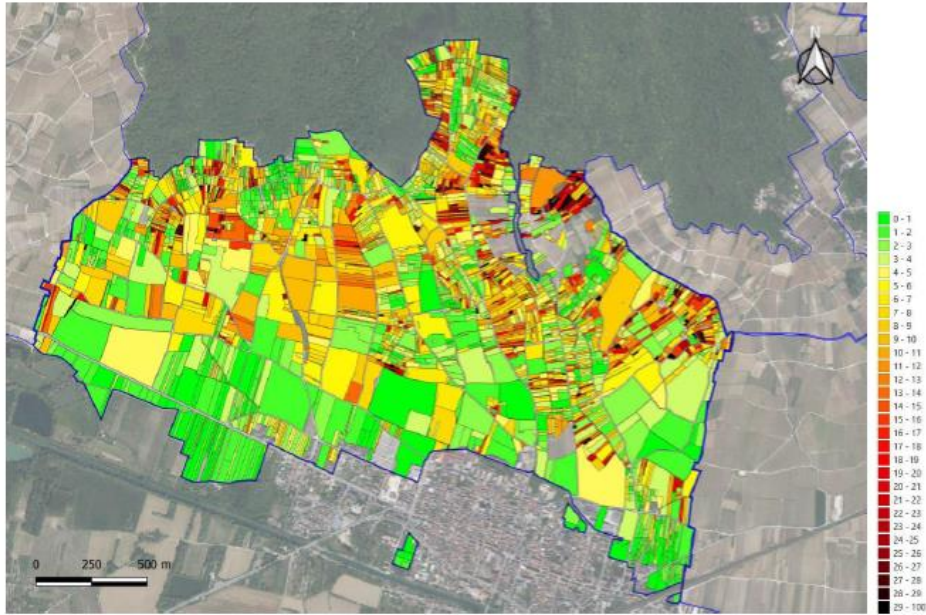 N
0 - 1
1 - 2
2 - 3
3 - 4
4 - 5
5 - 6
6 - 7
7 - 8
8 - 9
9 - 10
10 - 11
11 - 12
12 - 13
13 - 14
14 - 15
15 - 16
16 - 17
17 - 18
18 - 19
19 - 20
20 - 21
21 - 22
22 - 23
23 - 24
24 - 25
25 - 26
26 - 27
27 - 28
28 - 29
29 - 100
0 250 500 m